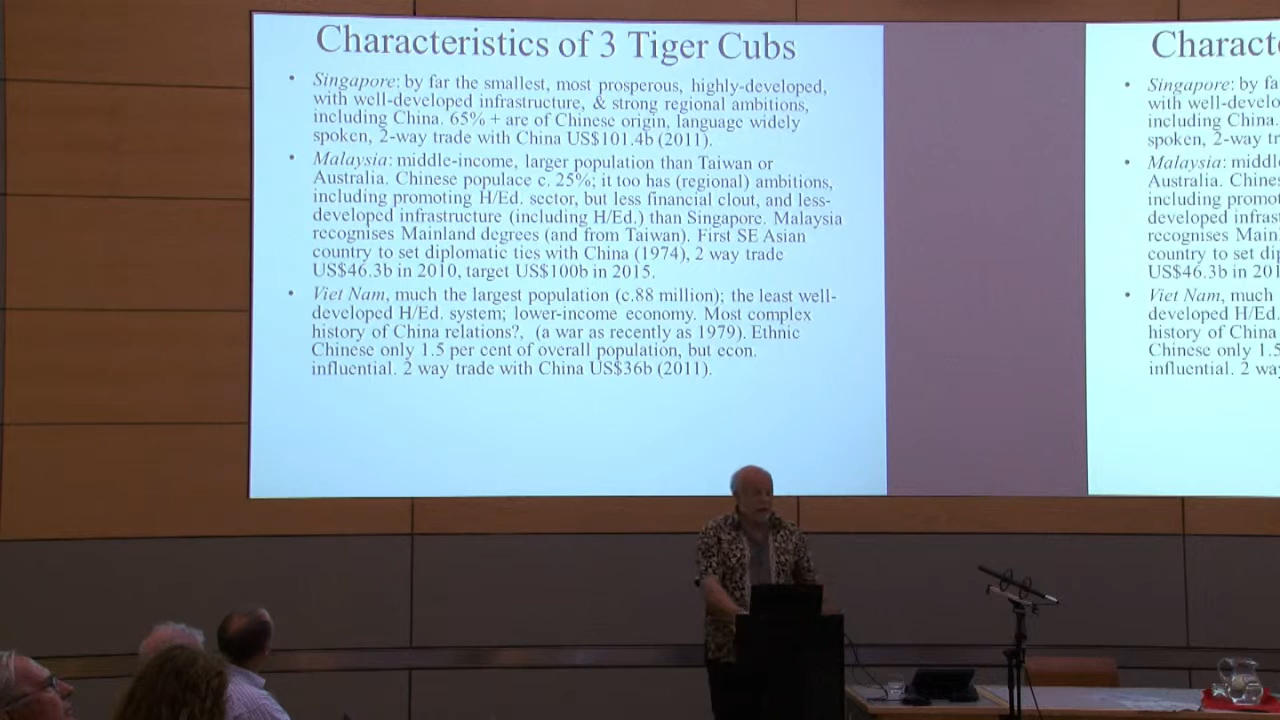 Characteristics of 3 Tiger Cubs
• Singapore: by far the smallest, most prosperous, highly-developed,
with well-developed infrastructure, & strong regional ambitions,
including China. 65% + are of Chinese origin, language widely
spoken, 2-way trade with China US$101.4b (2011).
• Malaysia: middle-income, larger population than Taiwan or
Australia. Chinese populace c. 25%; it too has (regional) ambitions,
including promoting H/Ed. sector, but less financial clout, and less-
developed infrastructure (including H/Ed.) than Singapore. Malaysia
recognises Mainland degrees (and from Taiwan). First SE Asian
country to set diplomatic ties with China (1974), 2 way trade
US$46.3b in 2010, target US$100b in 2015.
• Viet Nam, much the largest population (c.88 million); the least well-
developed H/Ed. system; lower-income economy. Most complex
history of China relations?, (a war as recently as 1979). Ethnic
Chinese only 1.5 per cent of overall population, but econ.
influential. 2 way trade with China US$36b (2011).
Charact
• Singapore: by fa
with well-develo
including China.
spoken, 2-way tr
• Malaysia: middl
Australia. Chines
including promot
developed infras
recognises Main
country to set dip
US$46.3b in 201
• Viet Nam, much
developed H/Ed.
history of China
Chinese only 1.5
influential. 2 wa